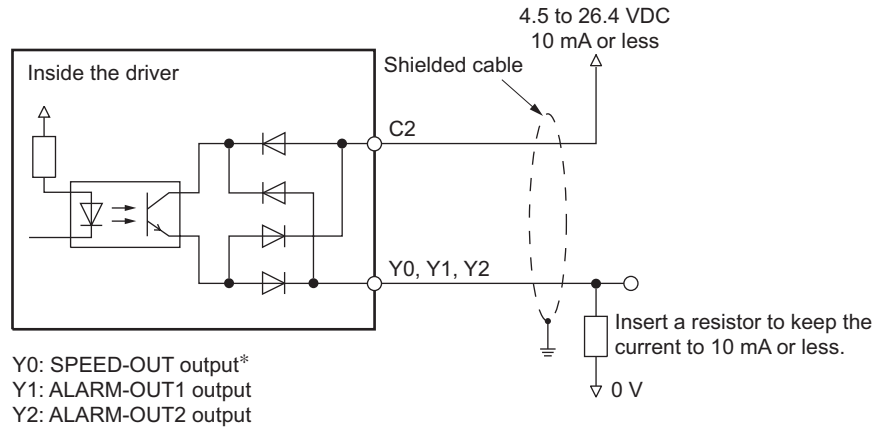 4.5 to 26.4 VDC
10 mA or less
Inside the driver
Shielded cable
C2
Y0, Y1, Y2
Insert a resistor to keep the
current to 10 mA or less.
0 V
Y0: SPEED-OUT output*
Y1: ALARM-OUT1 output
Y2: ALARM-OUT2 output